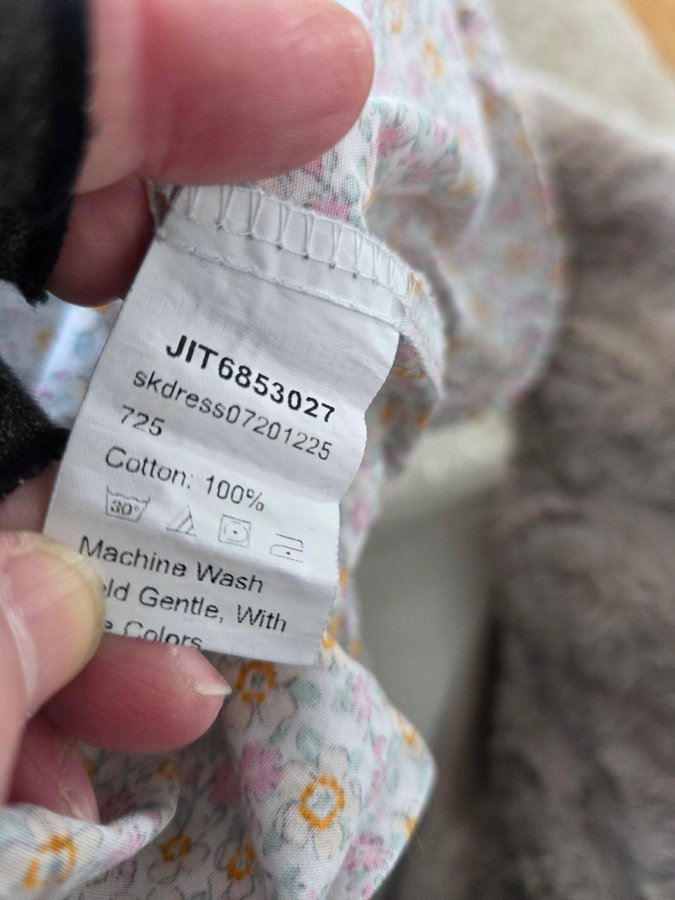 JIT6853027
skdress07201225
725
Cotton: 100%
30°
Machine Wash
Gentle, With
Colors